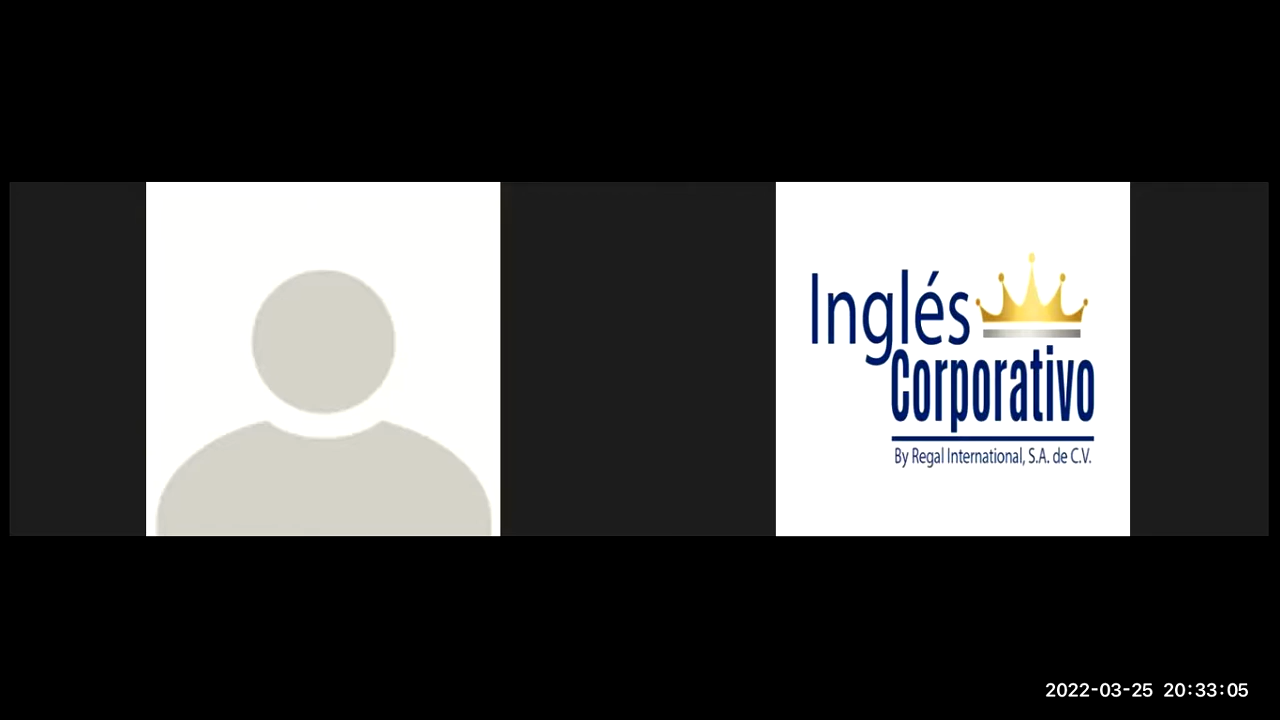 Inglés
Corporativo
By Regal International, S.A. de C.V.
2022-03-25 20:33:05